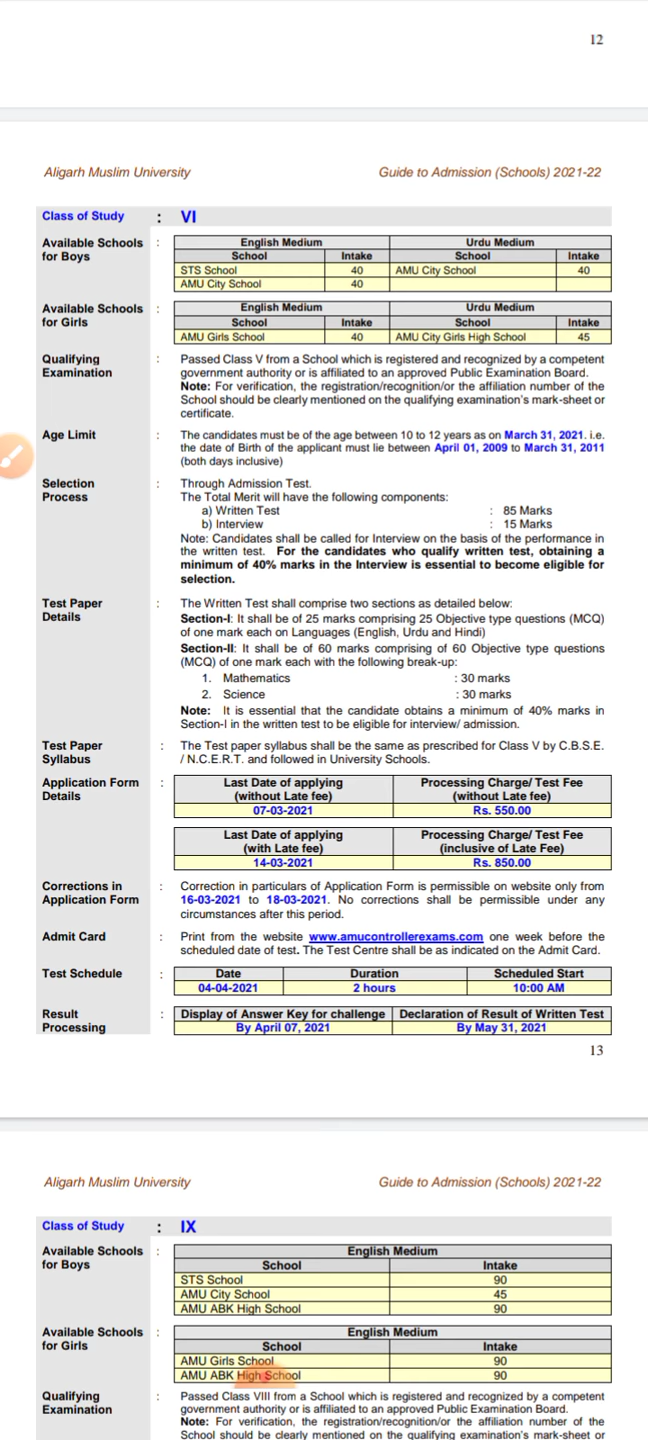 12
Aligarh Muslim University Guide to Admission (Schools) 2021-22
Class of Study : VI
Available Schools : English Medium Urdu Medium
for Boys School Intake School Intake
STS School 40 AMU City School 40
AMU City School 40
Available Schools : English Medium Urdu Medium
for Girls School Intake School Intake
AMU Girls School 40 AMU City Girls High School 45
Qualifying : Passed Class V from a School which is registered and recognized by a competent
Examination government authority or is affiliated to an approved Public Examination Board.
Note: For verification, the registration/recognition/or the affiliation number of the
School should be clearly mentioned on the qualifying examination's mark-sheet or
certificate.
Age Limit : The candidates must be of the age between 10 to 12 years as on March 31, 2021. i.e.
the date of Birth of the applicant must lie between April 01, 2009 to March 31, 2011
(both days inclusive)
Selection : Through Admission Test.
Process The Total Merit will have the following components:
a) Written Test : 85 Marks
b) Interview : 15 Marks
Note: Candidates shall be called for Interview on the basis of the performance in
the written test. For the candidates who qualify written test, obtaining a
minimum of 40% marks in the Interview is essential to become eligible for
selection.
Test Paper : The Written Test shall comprise two sections as detailed below:
Details Section-I: It shall be of 25 marks comprising 25 Objective type questions (MCQ)
of one mark each on Languages (English, Urdu and Hindi)
Section-II: It shall be of 60 marks comprising of 60 Objective type questions
(MCQ) of one mark each with the following break-up:
1. Mathematics : 30 marks
2. Science : 30 marks
Note: It is essential that the candidate obtains a minimum of 40% marks in
Section-I in the written test to be eligible for interview/ admission.
Test Paper : The Test paper syllabus shall be the same as prescribed for Class V by C.B.S.E.
Syllabus / N.C.E.R.T. and followed in University Schools.
Application Form : Last Date of applying Processing Charge/ Test Fee
Details (without Late fee) (without Late fee)
07-03-2021 Rs. 550.00
Last Date of applying Processing Charge/ Test Fee
(with Late fee) (inclusive of Late Fee)
14-03-2021 Rs. 850.00
Corrections in : Correction in particulars of Application Form is permissible on website only from
Application Form 16-03-2021 to 18-03-2021. No corrections shall be permissible under any
circumstances after this period.
Admit Card : Print from the website www.amucontrollerexams.com one week before the
scheduled date of test. The Test Centre shall be as indicated on the Admit Card.
Test Schedule : Date Duration Scheduled Start
04-04-2021 2 hours 10:00 AM
Result : Display of Answer Key for challenge Declaration of Result of Written Test
Processing By April 07, 2021 By May 31, 2021
13
Aligarh Muslim University Guide to Admission (Schools) 2021-22
Class of Study : IX
Available Schools : English Medium
for Boys School Intake
STS School 90
AMU City School 45
AMU ABK High School 90
Available Schools : English Medium
for Girls School Intake
AMU Girls School 90
AMU ABK High School 90
Qualifying : Passed Class VIII from a School which is registered and recognized by a competent
Examination government authority or is affiliated to an approved Public Examination Board.
Note: For verification, the registration/recognition/or the affiliation number of the
School should be clearly mentioned on the qualifying examination's mark-sheet or